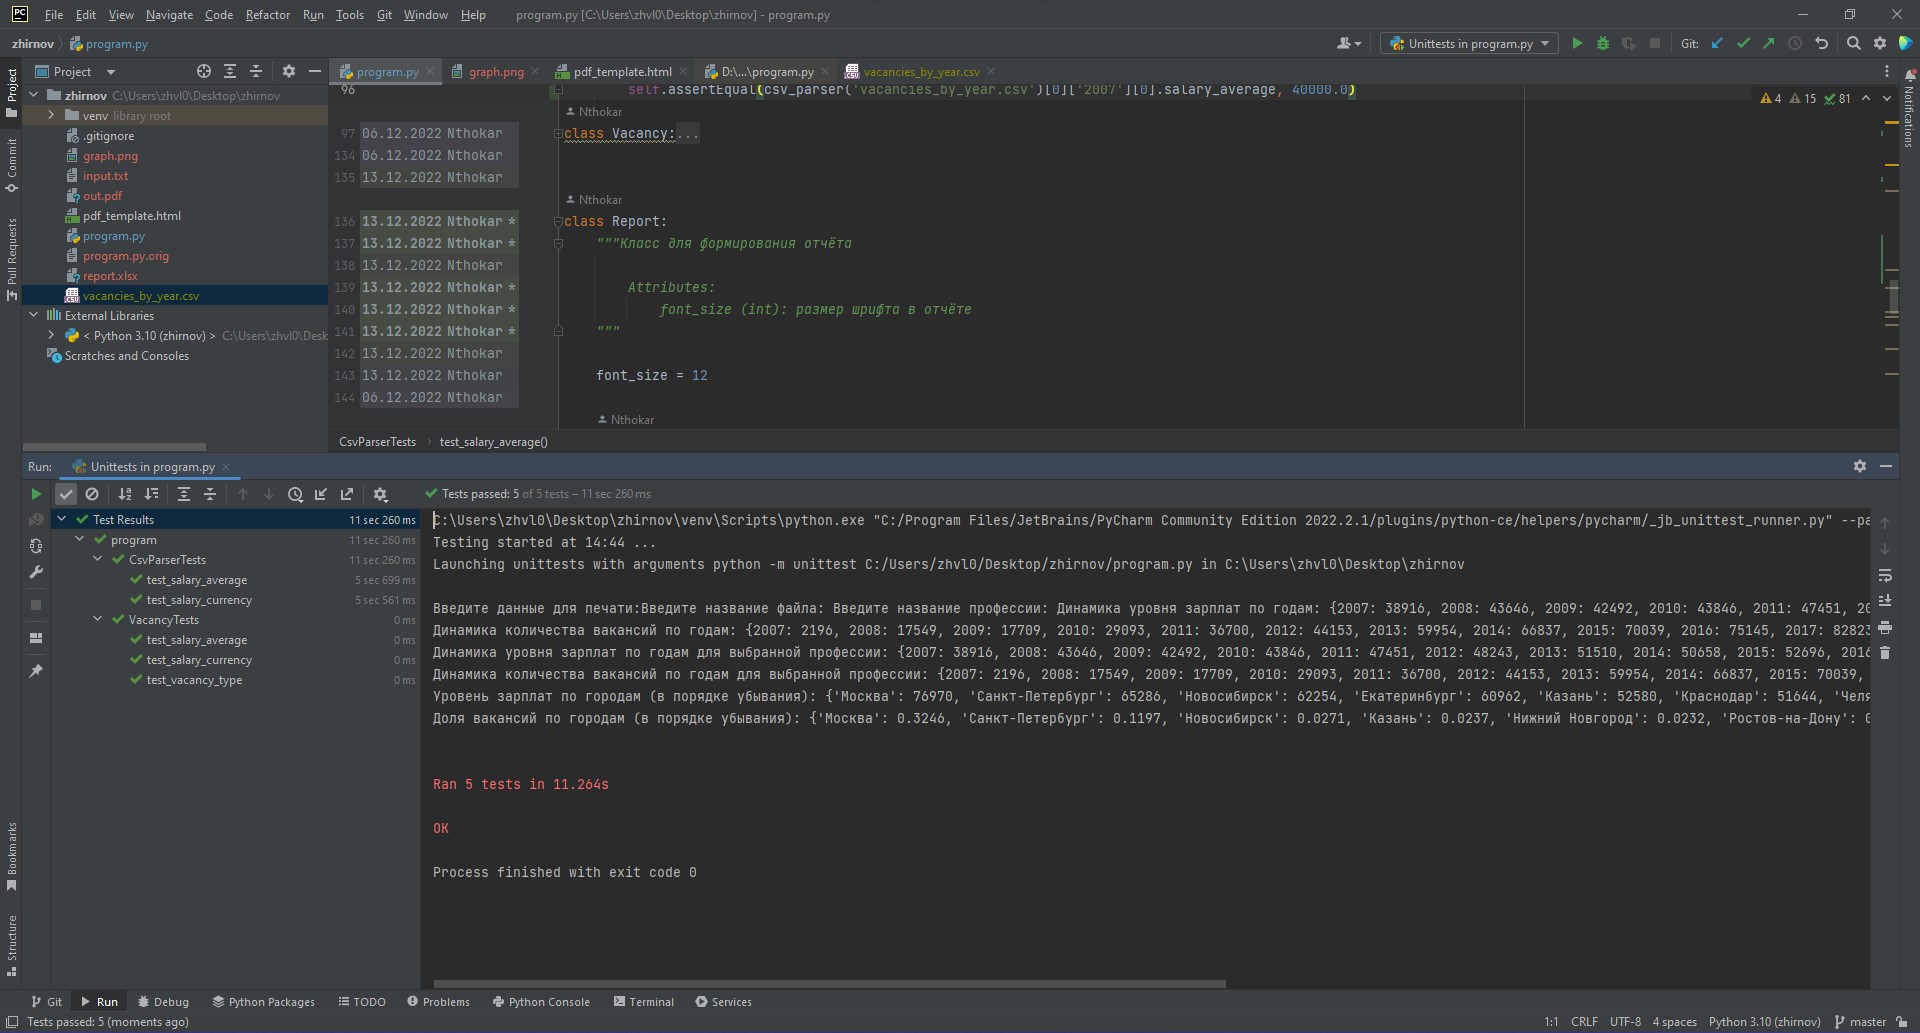 PC File Edit View Navigate Code Refactor Run Tools Git Window Help program.py [C:\Users\zhvl0\Desktop\zhirnov] - program.py
zhirnov program.py Unittests in program.py Git:
Project program.py graph.png pdf_template.html D:\...\program.py vacancies_by_year.csv
zhirnov C:\Users\zhvl0\Desktop\zhirnov
venv library root
.gitignore
graph.png
input.txt
out.pdf
pdf_template.html
program.py
program.py.orig
report.xlsx
vacancies_by_year.csv
External Libraries
< Python 3.10 (zhirnov) > C:\Users\zhvl0\Desk
Scratches and Consoles
Project
Commit
Pull Requests
Bookmarks
Structure
Notifications
4 15 81
96 self.assertEqual(csv_parser('vacancies_by_year.csv')[0]['2007'][0].salary_average, 40000.0)
Nthokar
97 06.12.2022 Nthokar class Vacancy:...
134 06.12.2022 Nthokar
135 13.12.2022 Nthokar
Nthokar
136 13.12.2022 Nthokar * class Report:
137 13.12.2022 Nthokar * """Класс для формирования отчёта
138 13.12.2022 Nthokar
139 13.12.2022 Nthokar * Attributes:
140 13.12.2022 Nthokar * font_size (int): размер шрифта в отчёте
141 13.12.2022 Nthokar * """
142 13.12.2022 Nthokar
143 13.12.2022 Nthokar font_size = 12
144 06.12.2022 Nthokar
Nthokar
CsvParserTests test_salary_average()
Run: Unittests in program.py
Tests passed: 5 of 5 tests – 11 sec 260 ms
Test Results 11 sec 260 ms
program 11 sec 260 ms
CsvParserTests 11 sec 260 ms
test_salary_average 5 sec 699 ms
test_salary_currency 5 sec 561 ms
VacancyTests 0 ms
test_salary_average 0 ms
test_salary_currency 0 ms
test_vacancy_type 0 ms
C:\Users\zhvl0\Desktop\zhirnov\venv\Scripts\python.exe "C:/Program Files/JetBrains/PyCharm Community Edition 2022.2.1/plugins/python-ce/helpers/pycharm/_jb_unittest_runner.py" --pa
Testing started at 14:44 ...
Launching unittests with arguments python -m unittest C:/Users/zhvl0/Desktop/zhirnov/program.py in C:\Users\zhvl0\Desktop\zhirnov
Введите данные для печати:Введите название файла: Введите название профессии: Динамика уровня зарплат по годам: {2007: 38916, 2008: 43646, 2009: 42492, 2010: 43846, 2011: 47451, 20
Динамика количества вакансий по годам: {2007: 2196, 2008: 17549, 2009: 17709, 2010: 29093, 2011: 36700, 2012: 44153, 2013: 59954, 2014: 66837, 2015: 70039, 2016: 75145, 2017: 82823
Динамика уровня зарплат по годам для выбранной профессии: {2007: 38916, 2008: 43646, 2009: 42492, 2010: 43846, 2011: 47451, 2012: 48243, 2013: 51510, 2014: 50658, 2015: 52696, 2016
Динамика количества вакансий по годам для выбранной профессии: {2007: 2196, 2008: 17549, 2009: 17709, 2010: 29093, 2011: 36700, 2012: 44153, 2013: 59954, 2014: 66837, 2015: 70039,
Уровень зарплат по городам (в порядке убывания): {'Москва': 76970, 'Санкт-Петербург': 65286, 'Новосибирск': 62254, 'Екатеринбург': 60962, 'Казань': 52580, 'Краснодар': 51644, 'Челя
Доля вакансий по городам (в порядке убывания): {'Москва': 0.3246, 'Санкт-Петербург': 0.1197, 'Новосибирск': 0.0271, 'Казань': 0.0237, 'Нижний Новгород': 0.0232, 'Ростов-на-Дону': 0
Ran 5 tests in 11.264s
OK
Process finished with exit code 0
Git Run Debug Python Packages TODO Problems Python Console Terminal Services
Tests passed: 5 (moments ago) 1:1 CRLF UTF-8 4 spaces Python 3.10 (zhirnov) master